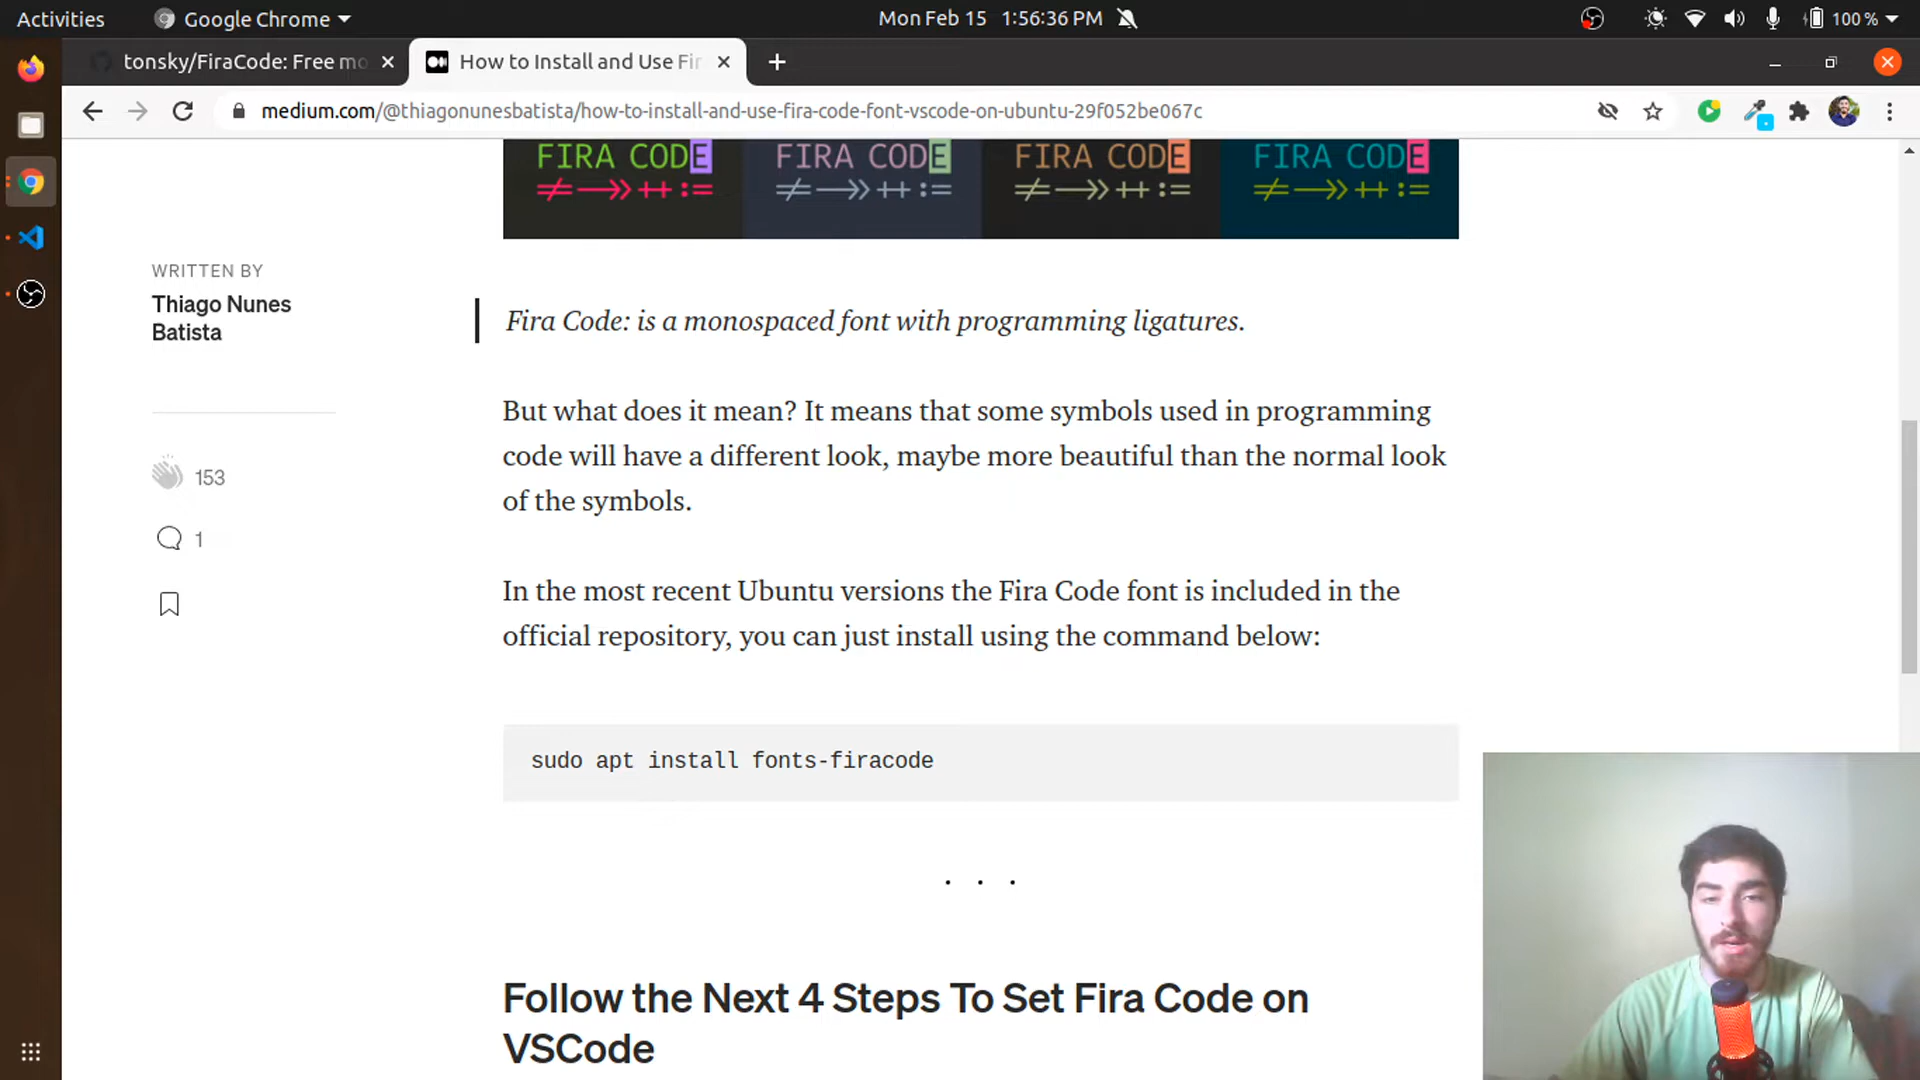 Activities
Google Chrome
Mon Feb 15 1:56:36 PM
100 %
tonsky/FiraCode: Free mo
How to Install and Use Fir
medium.com/@thiagonunesbatista/how-to-install-and-use-fira-code-font-vscode-on-ubuntu-29f052be067c
FIRA CODE FIRA CODE FIRA CODE FIRA CODE
≠ ->> ++ := ≠ ->> ++ := ≠ ->> ++ := ≠ ->> ++ :=
WRITTEN BY
Thiago Nunes
Batista
153
1
Fira Code: is a monospaced font with programming ligatures.
But what does it mean? It means that some symbols used in programming
code will have a different look, maybe more beautiful than the normal look
of the symbols.
In the most recent Ubuntu versions the Fira Code font is included in the
official repository, you can just install using the command below:
sudo apt install fonts-firacode
. . .
Follow the Next 4 Steps To Set Fira Code on
VSCode